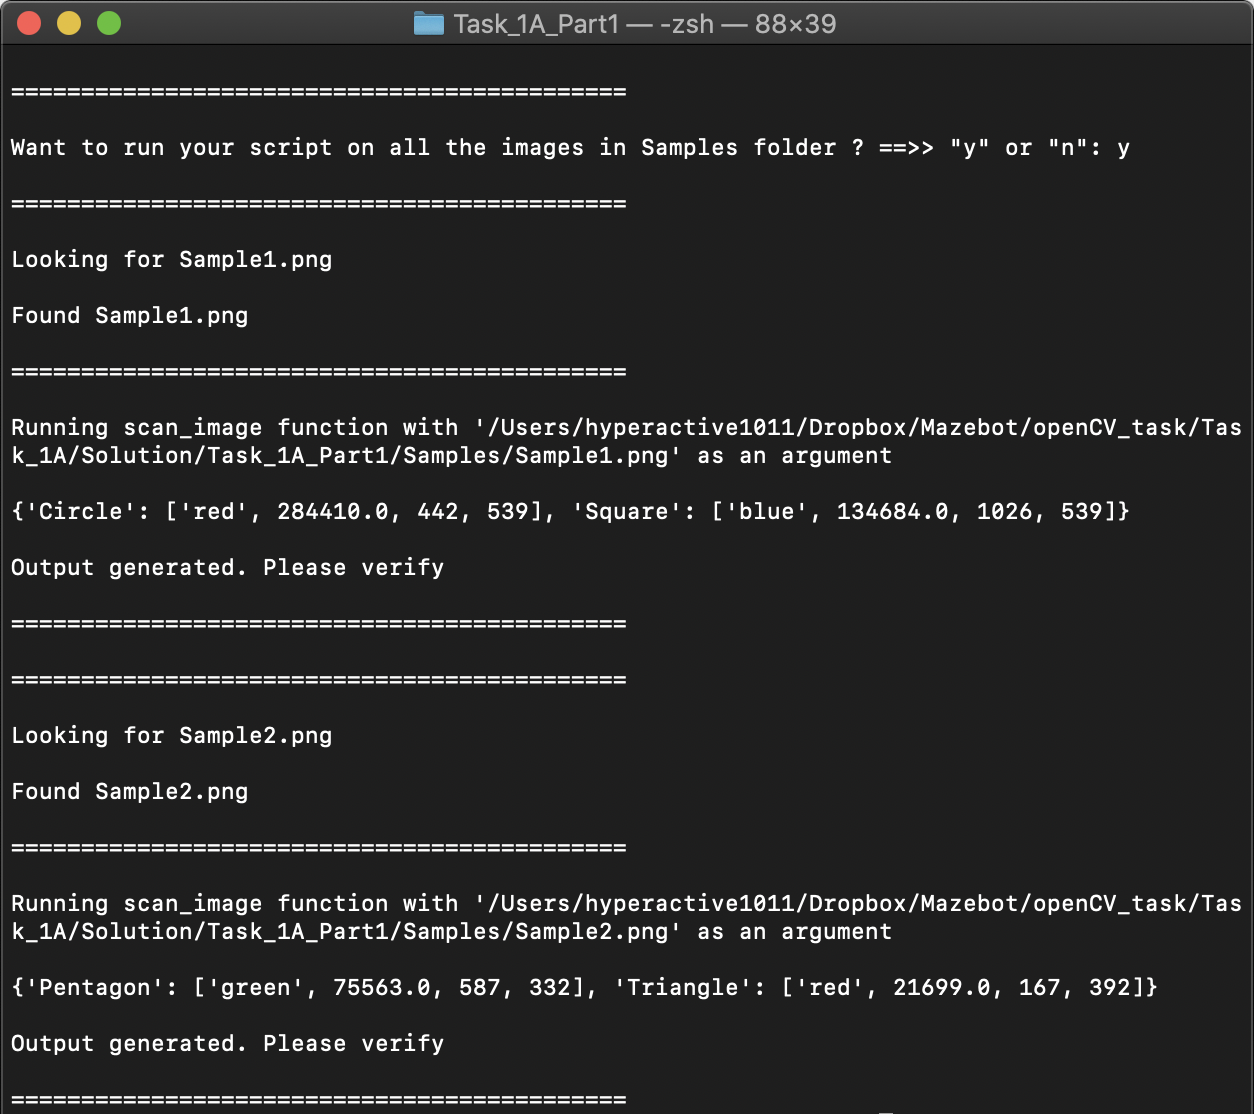 Task_1A_Part1 — -zsh — 88×39
============================================
Want to run your script on all the images in Samples folder ? ==>> "y" or "n": y
============================================
Looking for Sample1.png
Found Sample1.png
============================================
Running scan_image function with '/Users/hyperactive1011/Dropbox/Mazebot/openCV_task/Tas
k_1A/Solution/Task_1A_Part1/Samples/Sample1.png' as an argument
{'Circle': ['red', 284410.0, 442, 539], 'Square': ['blue', 134684.0, 1026, 539]}
Output generated. Please verify
============================================
============================================
Looking for Sample2.png
Found Sample2.png
============================================
Running scan_image function with '/Users/hyperactive1011/Dropbox/Mazebot/openCV_task/Tas
k_1A/Solution/Task_1A_Part1/Samples/Sample2.png' as an argument
{'Pentagon': ['green', 75563.0, 587, 332], 'Triangle': ['red', 21699.0, 167, 392]}
Output generated. Please verify
============================================